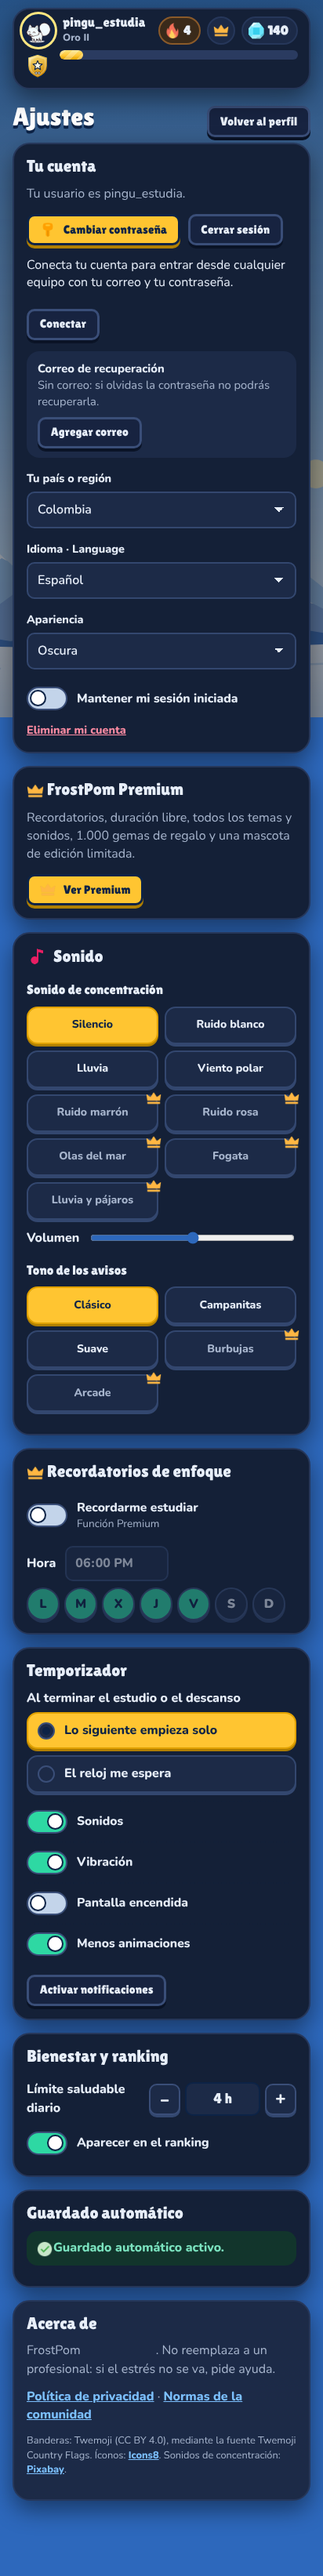 pingu_estudia
Oro II
4
140
Ajustes
Volver al perfil
Tu cuenta
Tu usuario es pingu_estudia.
Cambiar contraseña
Cerrar sesión
Conecta tu cuenta para entrar desde cualquier
equipo con tu correo y tu contraseña.
Conectar
Correo de recuperación
Sin correo: si olvidas la contraseña no podrás
recuperarla.
Agregar correo
Tu país o región
Colombia
Idioma · Language
Español
Apariencia
Oscura
Mantener mi sesión iniciada
Eliminar mi cuenta
FrostPom Premium
Recordatorios, duración libre, todos los temas y
sonidos, 1.000 gemas de regalo y una mascota
de edición limitada.
Ver Premium
Sonido
Sonido de concentración
Silencio
Ruido blanco
Lluvia
Viento polar
Ruido marrón
Ruido rosa
Olas del mar
Fogata
Lluvia y pájaros
Volumen
Tono de los avisos
Clásico
Campanitas
Suave
Burbujas
Arcade
Recordatorios de enfoque
Recordarme estudiar
Función Premium
Hora 06:00 PM
L M X J V S D
Temporizador
Al terminar el estudio o el descanso
Lo siguiente empieza solo
El reloj me espera
Sonidos
Vibración
Pantalla encendida
Menos animaciones
Activar notificaciones
Bienestar y ranking
Límite saludable
diario
– 4 h +
Aparecer en el ranking
Guardado automático
Guardado automático activo.
Acerca de
FrostPom . No reemplaza a un
profesional: si el estrés no se va, pide ayuda.
Política de privacidad · Normas de la
comunidad
Banderas: Twemoji (CC BY 4.0), mediante la fuente Twemoji
Country Flags. Íconos: Icons8. Sonidos de concentración:
Pixabay.